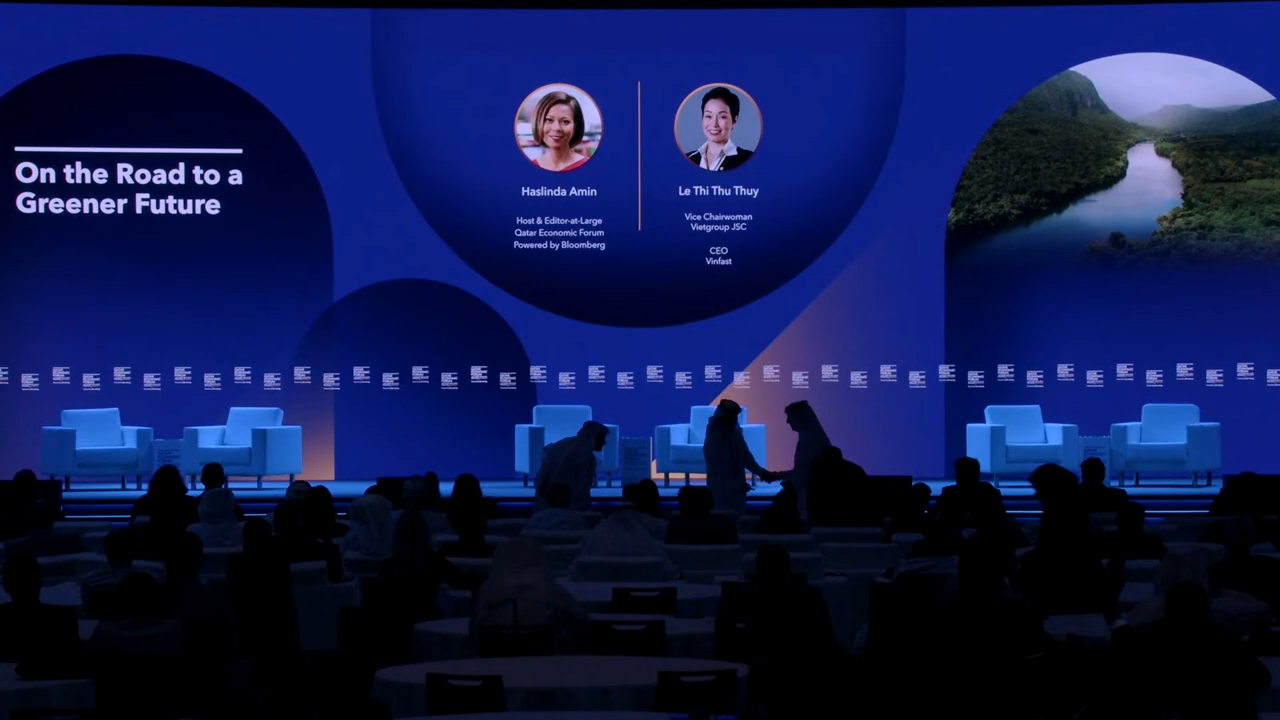 On the Road to a
Greener Future
Haslinda Amin
Host & Editor-at-Large
Qatar Economic Forum
Powered by Bloomberg
Le Thi Thu Thuy
Vice Chairwoman
Vietgroup JSC
CEO
Vinfast